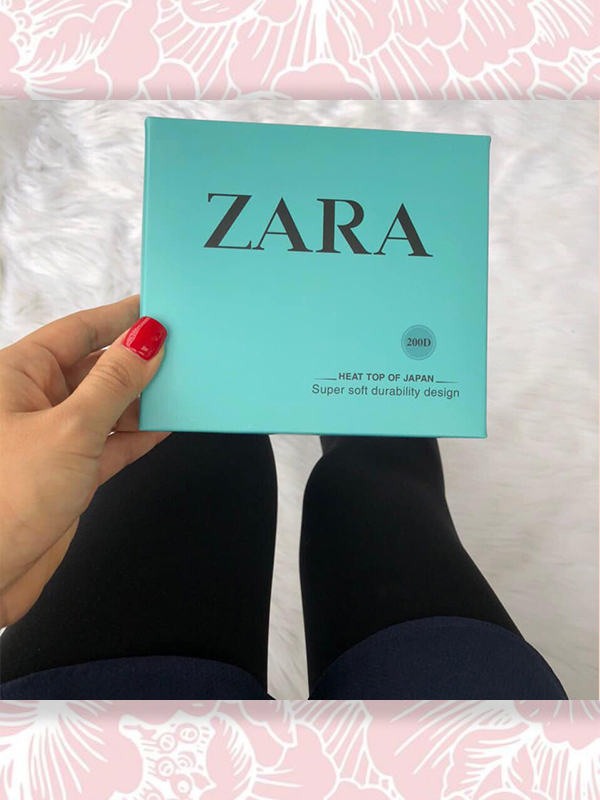 ZARA
200D
HEAT TOP OF JAPAN
Super soft durability design